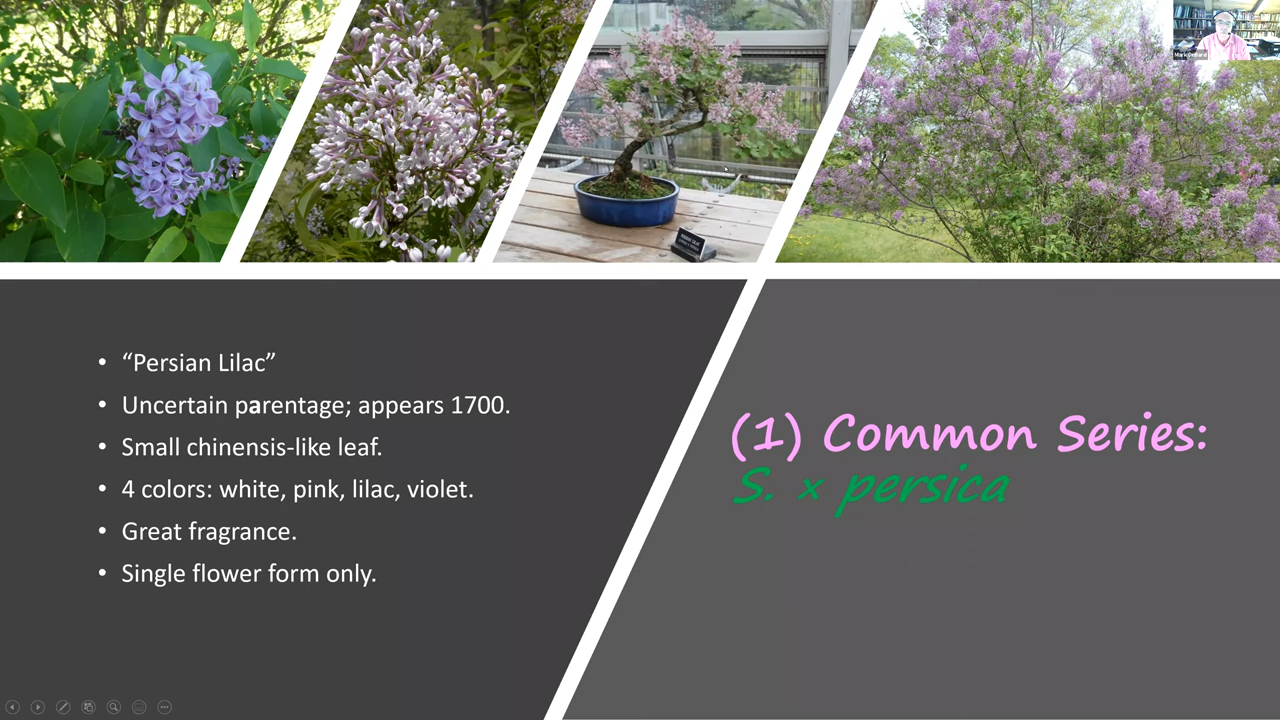 “Persian Lilac”
Uncertain parentage; appears 1700.
Small chinensis-like leaf.
4 colors: white, pink, lilac, violet.
Great fragrance.
Single flower form only.
(1) Common Series:
S. × persica